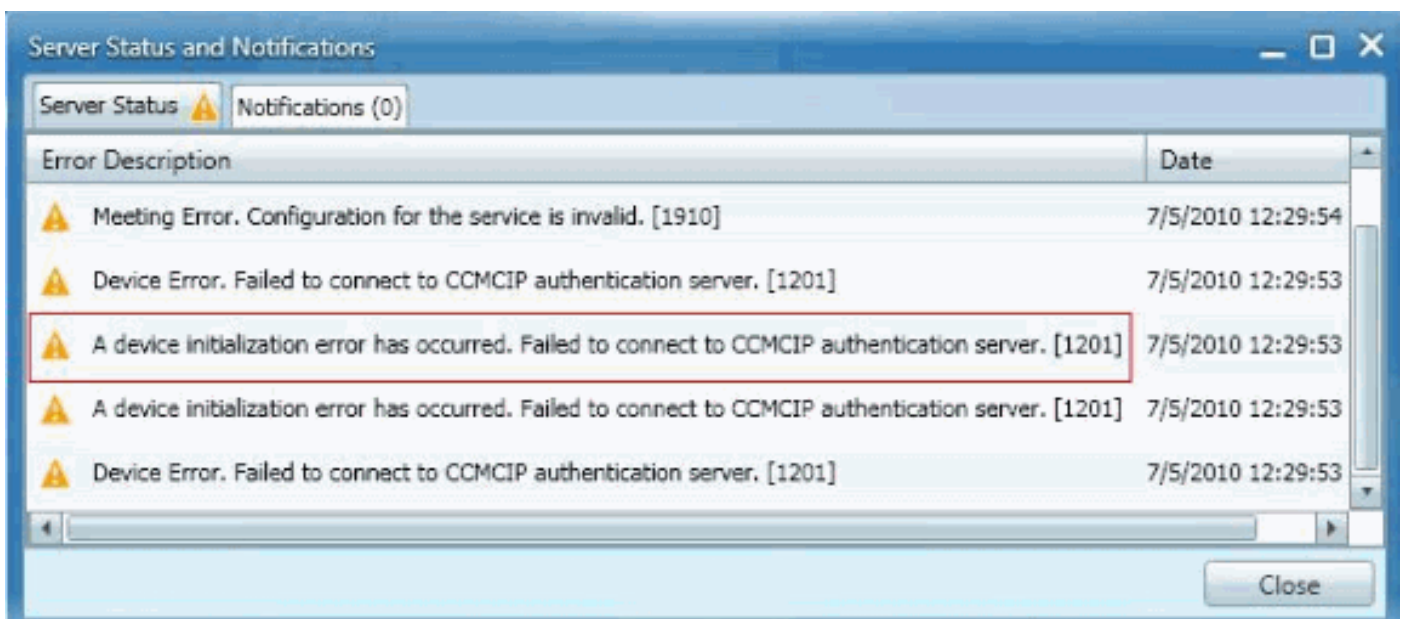 Server Status and Notifications
Server Status Notifications (0)
Error Description Date
Meeting Error. Configuration for the service is invalid. [1910] 7/5/2010 12:29:54
Device Error. Failed to connect to CCMCIP authentication server. [1201] 7/5/2010 12:29:53
A device initialization error has occurred. Failed to connect to CCMCIP authentication server. [1201] 7/5/2010 12:29:53
A device initialization error has occurred. Failed to connect to CCMCIP authentication server. [1201] 7/5/2010 12:29:53
Device Error. Failed to connect to CCMCIP authentication server. [1201] 7/5/2010 12:29:53
Close